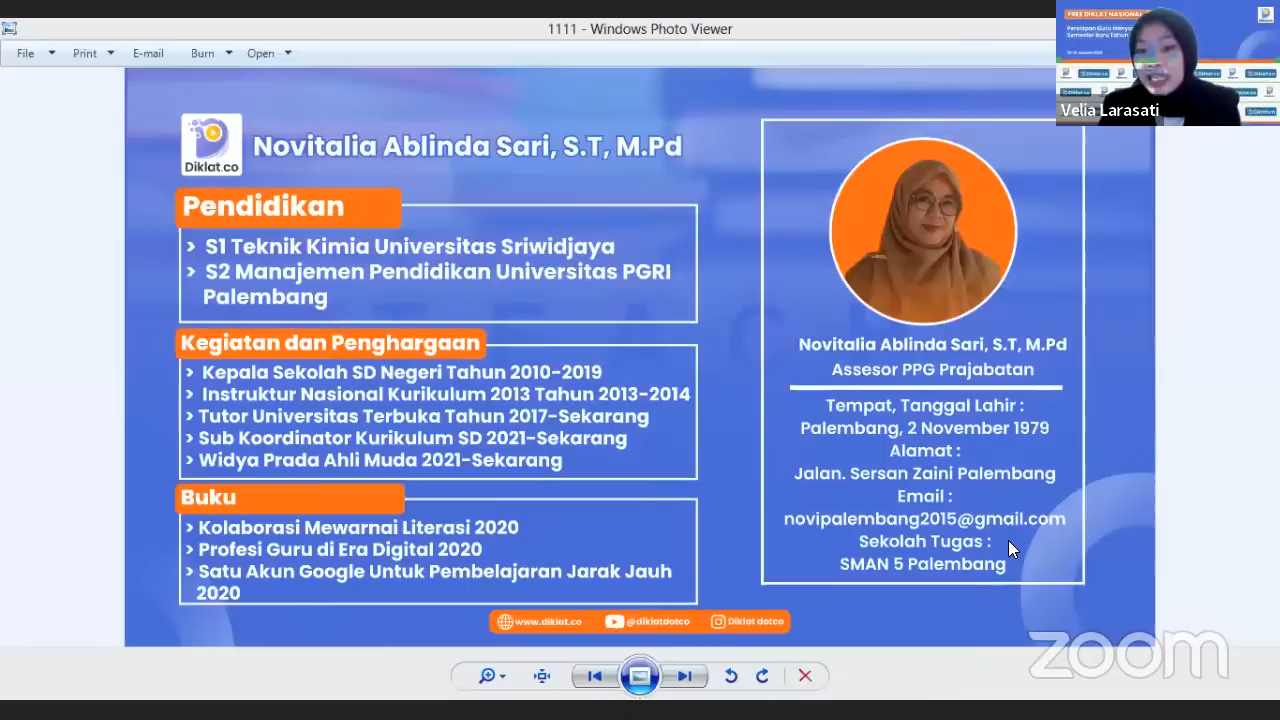 1111 - Windows Photo Viewer
File
Print
E-mail
Burn
Open
FREE DIKLAT NASIONAL
Semester Baru Tahun
Velia Larasati
Diklat.co
Novitalia Ablinda Sari, S.T, M.Pd
Pendidikan
> S1 Teknik Kimia Universitas Sriwidjaya
> S2 Manajemen Pendidikan Universitas PGRI
Palembang
Kegiatan dan Penghargaan
> Kepala Sekolah SD Negeri Tahun 2010-2019
> Instruktur Nasional Kurikulum 2013 Tahun 2013-2014
> Tutor Universitas Terbuka Tahun 2017-Sekarang
> Sub Koordinator Kurikulum SD 2021-Sekarang
> Widya Prada Ahli Muda 2021-Sekarang
Buku
> Kolaborasi Mewarnai Literasi 2020
> Profesi Guru di Era Digital 2020
> Satu Akun Google Untuk Pembelajaran Jarak Jauh
2020
Novitalia Ablinda Sari, S.T, M.Pd
Assesor PPG Prajabatan
Tempat, Tanggal Lahir :
Palembang, 2 November 1979
Alamat :
Jalan. Sersan Zaini Palembang
Email :
novipalembang2015@gmail.com
Sekolah Tugas :
SMAN 5 Palembang
www.diklat.co
@diklatdotco
Diklat dotco
zoom